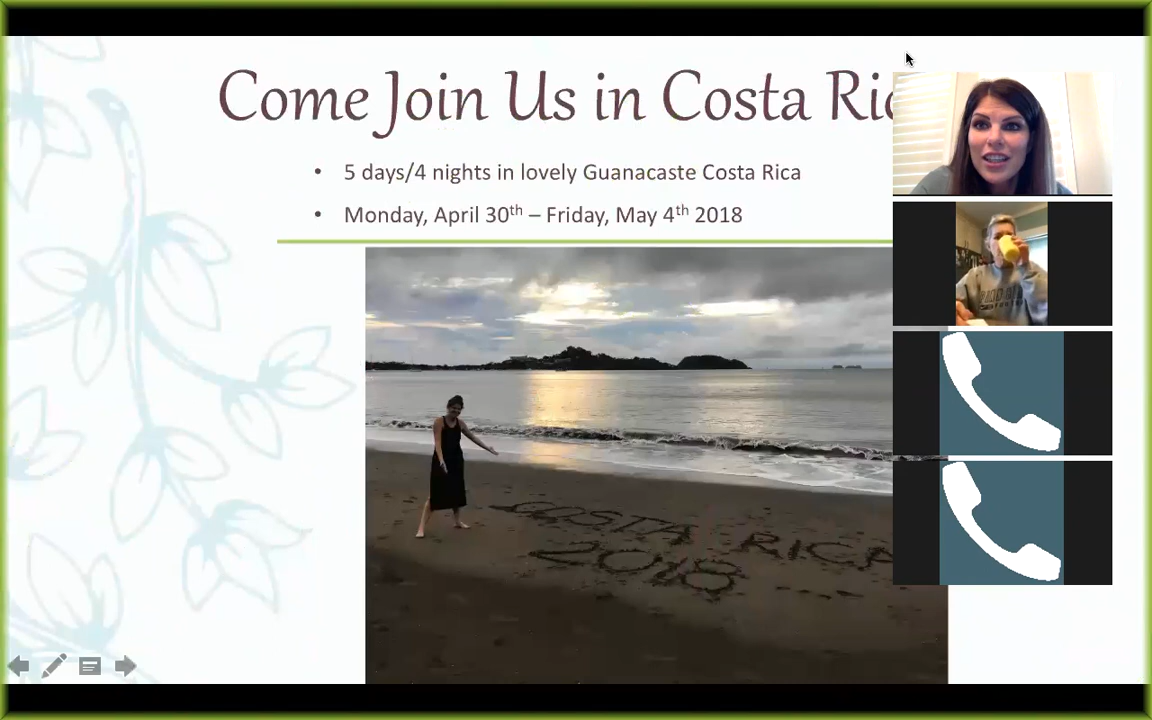 Come Join Us in Costa Ric
• 5 days/4 nights in lovely Guanacaste Costa Rica
• Monday, April 30th – Friday, May 4th 2018
COSTA RICA
2018